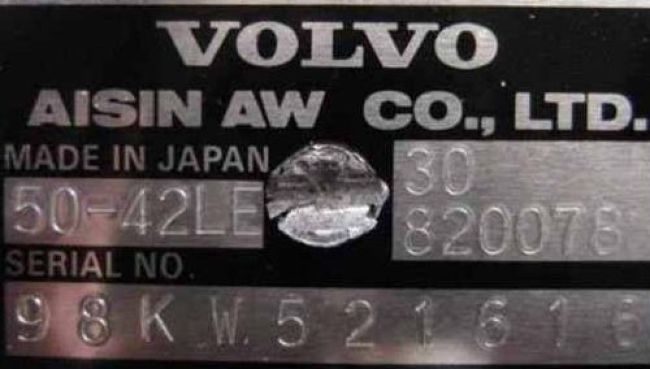 VOLVO
AISIN AW CO., LTD.
MADE IN JAPAN
50-42LE
30
820078
SERIAL NO.
98KW521616